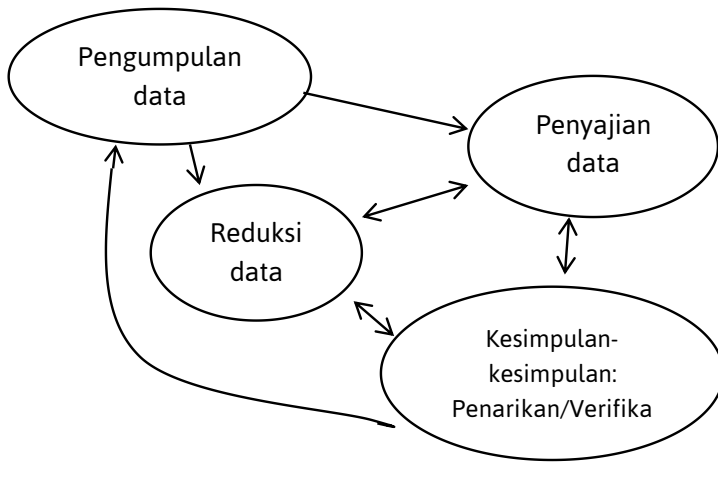 Pengumpulan
data
Penyajian
data
Reduksi
data
Kesimpulan-
kesimpulan:
Penarikan/Verifika